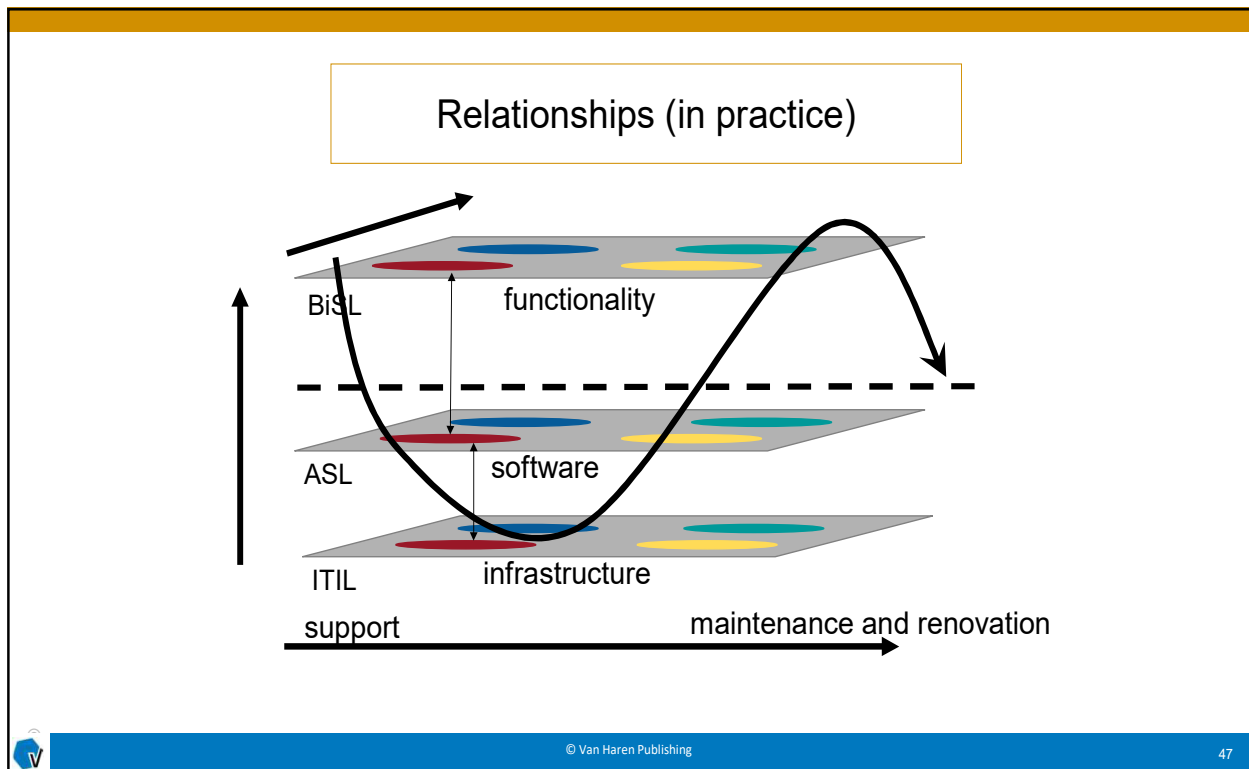 Relationships (in practice)
BiSL
functionality
ASL
software
ITIL
infrastructure
support
maintenance and renovation
© Van Haren Publishing
47